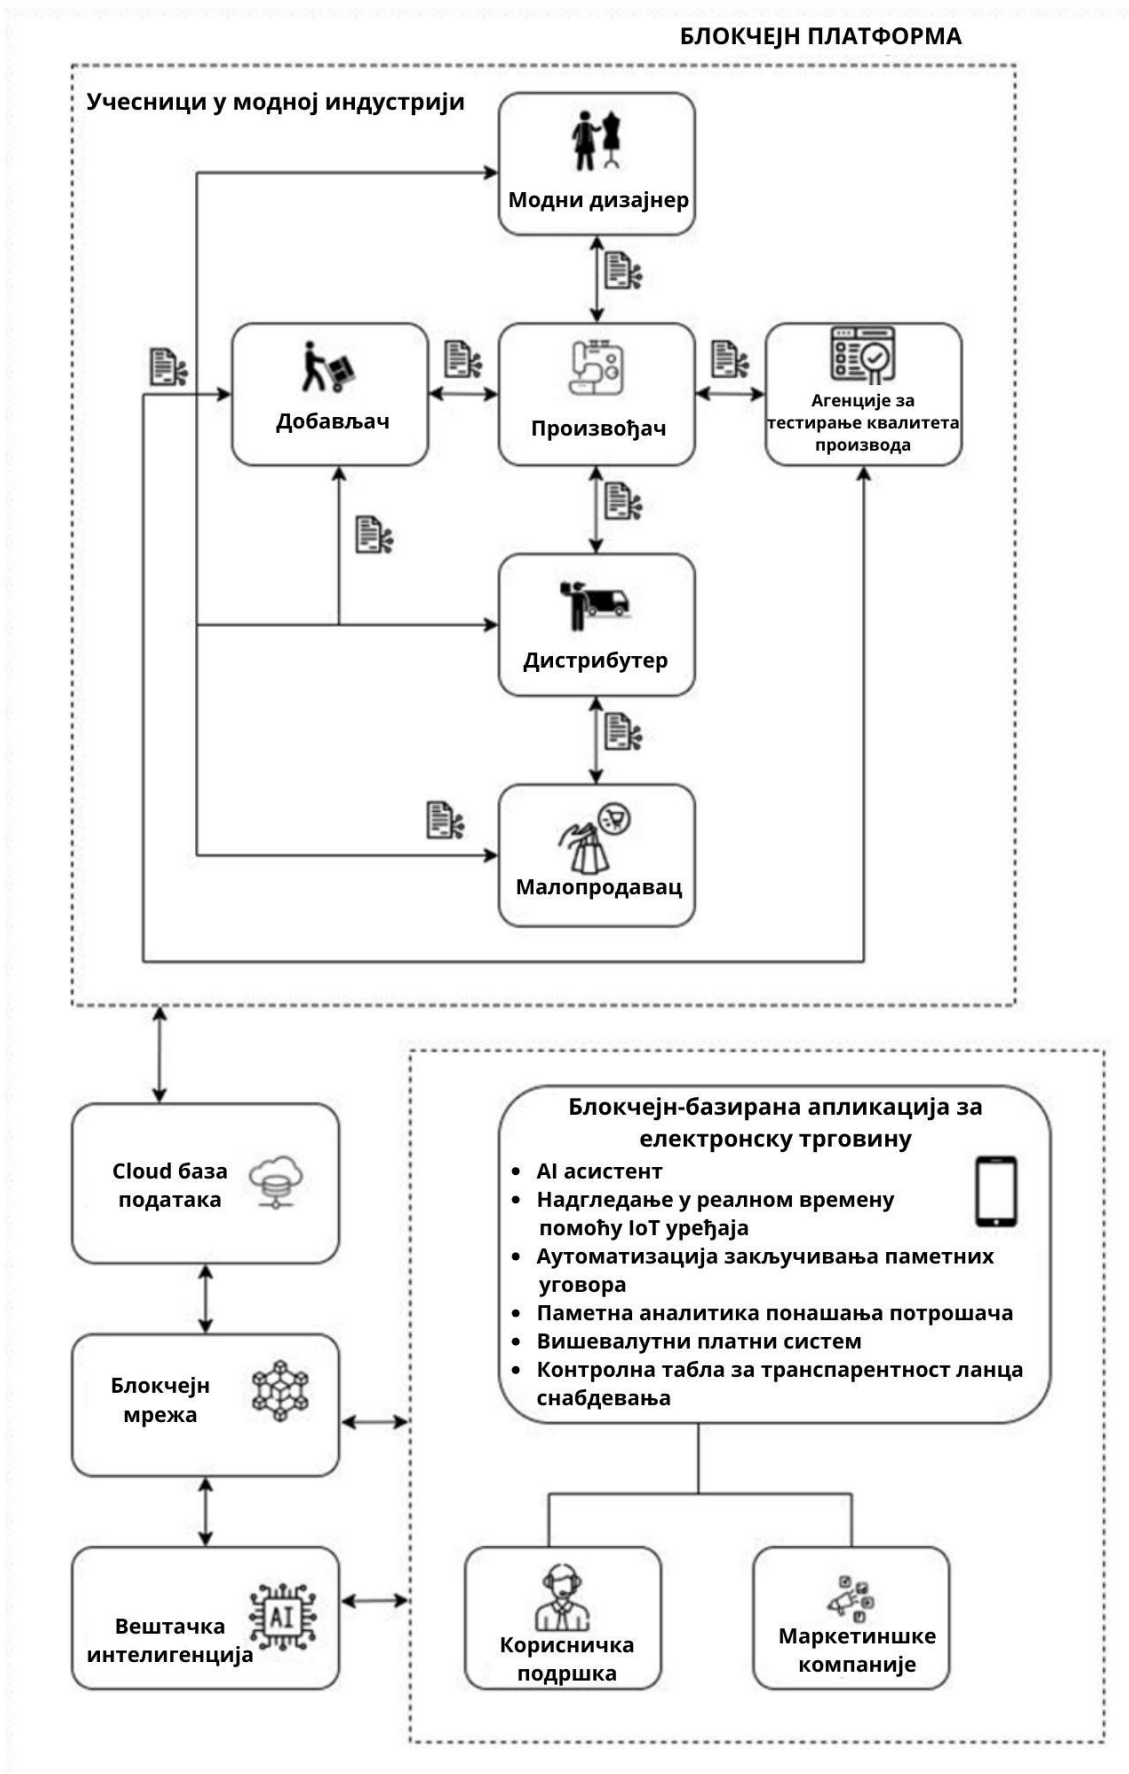 БЛОКЧЕЈН ПЛАТФОРМА
Учесници у модној индустрији
Модни дизајнер
Добављач
Произвођач
Агенције за
тестирање квалитета
производа
Дистрибутер
Малопродавац
Cloud база
података
Блокчејн
мрежа
Вештачка
интелигенција
AI
Блокчејн-базирана апликација за
електронску трговину
• AI асистент
• Надгледање у реалном времену
помоћу IoT уређаја
• Аутоматизација закључивања паметних
уговора
• Паметна аналитика понашања потрошача
• Вишевалутни платни систем
• Контролна табла за транспарентност ланца
снабдевања
Корисничка
подршка
Маркетиншке
компаније